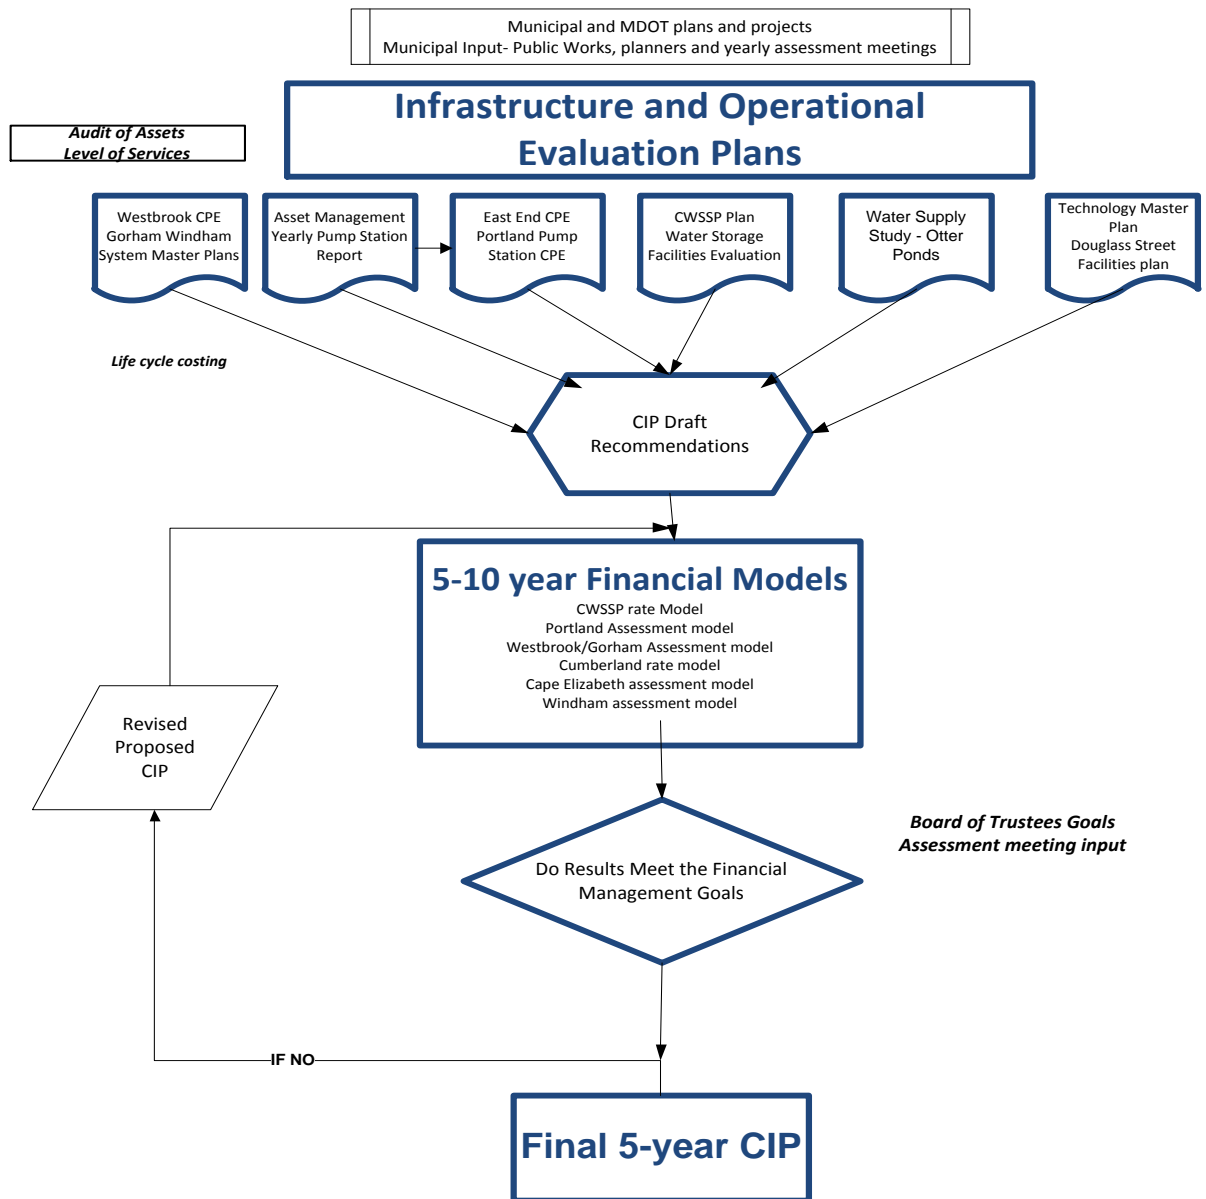 Municipal and MDOT plans and projects
Municipal Input- Public Works, planners and yearly assessment meetings
Infrastructure and Operational
Evaluation Plans
Audit of Assets
Level of Services
Westbrook CPE
Gorham Windham
System Master Plans
Asset Management
Yearly Pump Station
Report
East End CPE
Portland Pump
Station CPE
CWSSP Plan
Water Storage
Facilities Evaluation
Water Supply
Study - Otter
Ponds
Technology Master
Plan
Douglass Street
Facilities plan
Life cycle costing
CIP Draft
Recommendations
5-10 year Financial Models
CWSSP rate Model
Portland Assessment model
Westbrook/Gorham Assessment model
Cumberland rate model
Cape Elizabeth assessment model
Windham assessment model
Revised
Proposed
CIP
Do Results Meet the Financial
Management Goals
Board of Trustees Goals
Assessment meeting input
IF NO
Final 5-year CIP